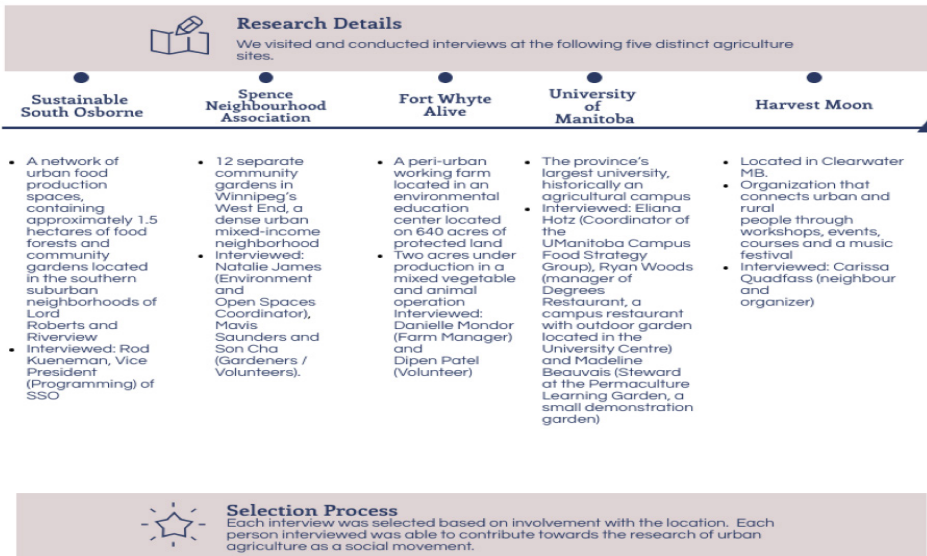 Research Details
We visited and conducted interviews at the following five distinct agriculture
sites.
Sustainable
South Osborne
Spence
Neighbourhood
Association
Fort Whyte
Alive
University
of
Manitoba
Harvest Moon
• A network of
urban food
production
spaces,
containing
approximately 1.5
hectares of food
forests and
community
gardens located
in the southern
suburban
neighborhoods of
Lord
Roberts and
Riverview
• Interviewed: Rod
Kueneman, Vice
President
(Programming) of
SSO
• 12 separate
community
gardens in
Winnipeg's
West End, a
dense urban
mixed-income
neighborhood
• Interviewed:
Natalie James
(Environment
and
Open Spaces
Coordinator),
Mavis
Saunders and
Son Cha
(Gardeners /
Volunteers).
• A peri-urban
working farm
located in an
environmental
education
center located
on 640 acres of
protected land
• Two acres under
production in a
mixed vegetable
and animal
operation
Interviewed:
Danielle Mondor
(Farm Manager)
and
Dipen Patel
(Volunteer)
• The province's
largest university,
historically an
agricultural campus
• Interviewed: Eliana
Hotz (Coordinator of
the
UManitoba Campus
Food Strategy
Group), Ryan Woods
(manager of
Degrees
Restaurant, a
campus restaurant
with outdoor garden
located in the
University Centre)
and Madeline
Beauvais (Steward
at the Permaculture
Learning Garden, a
small demonstration
garden)
• Located in Clearwater
MB.
• Organization that
connects urban and
rural
people through
workshops, events,
courses and a music
festival
• Interviewed: Carissa
Quadfass (neighbour
and
organizer)
Selection Process
Each interview was selected based on involvement with the location. Each
person interviewed was able to contribute towards the research of urban
agriculture as a social movement.